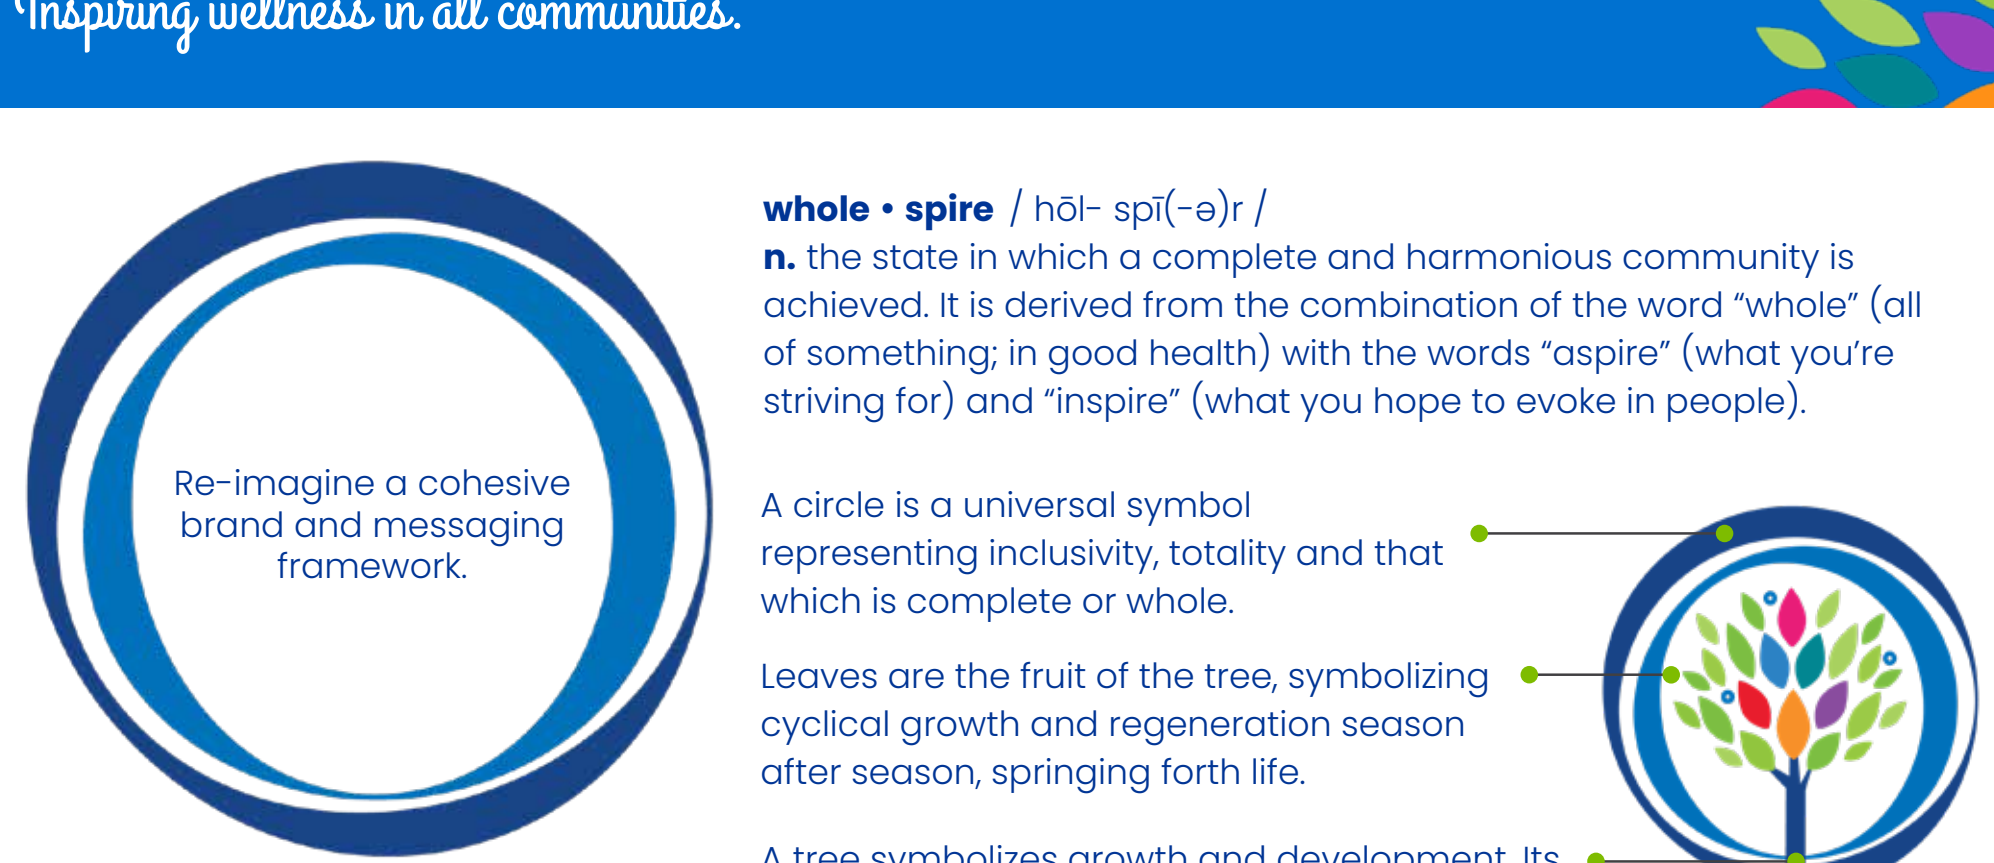 Inspiring wellness in all communities.
Re-imagine a cohesive
brand and messaging
framework.
whole • spire / hōl- spī(-ə)r /
n. the state in which a complete and harmonious community is
achieved. It is derived from the combination of the word “whole” (all
of something; in good health) with the words “aspire” (what you’re
striving for) and “inspire” (what you hope to evoke in people).
A circle is a universal symbol
representing inclusivity, totality and that
which is complete or whole.
Leaves are the fruit of the tree, symbolizing
cyclical growth and regeneration season
after season, springing forth life.
A tree symbolizes growth and development. Its